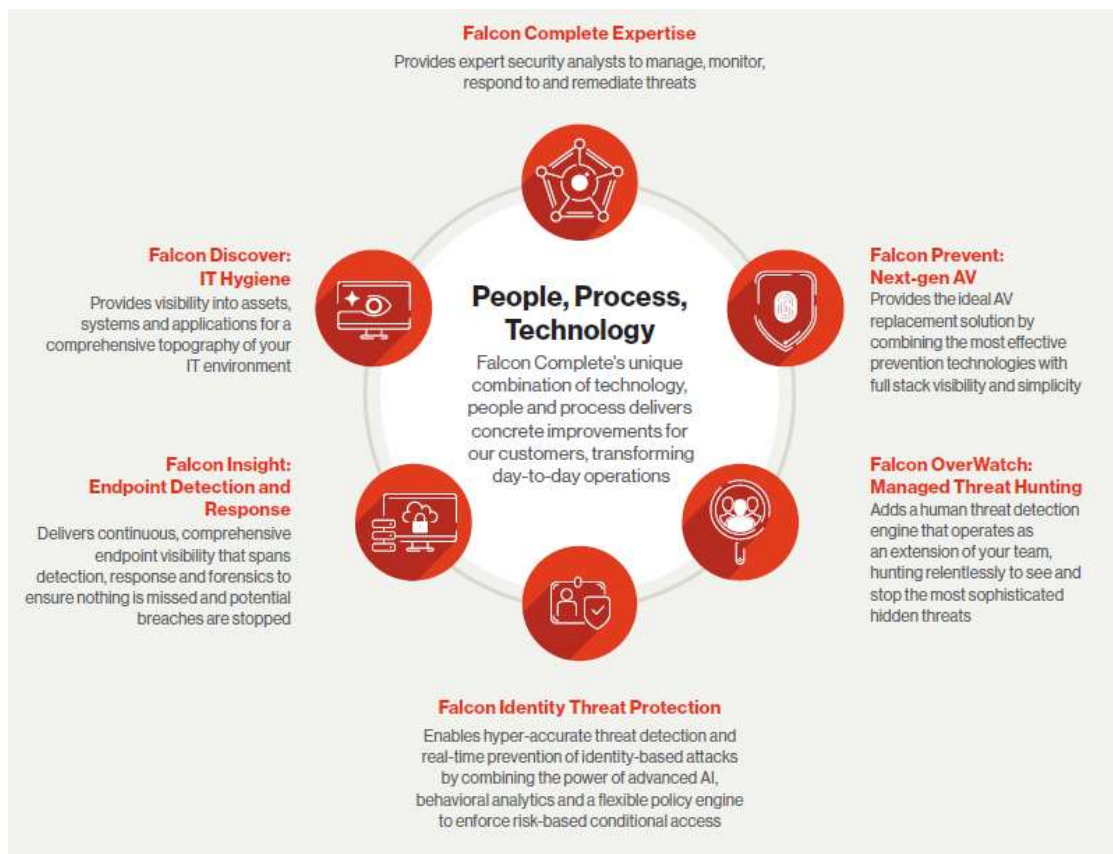 Falcon Complete Expertise
Provides expert security analysts to manage, monitor,
respond to and remediate threats
Falcon Discover:
IT Hygiene
Provides visibility into assets,
systems and applications for a
comprehensive topography of your
IT environment
People, Process,
Technology
Falcon Complete's unique
combination of technology,
people and process delivers
concrete improvements for
our customers, transforming
day-to-day operations
Falcon Prevent:
Next-gen AV
Provides the ideal AV
replacement solution by
combining the most effective
prevention technologies with
full stack visibility and simplicity
Falcon Insight:
Endpoint Detection and
Response
Delivers continuous, comprehensive
endpoint visibility that spans
detection, response and forensics to
ensure nothing is missed and potential
breaches are stopped
Falcon OverWatch:
Managed Threat Hunting
Adds a human threat detection
engine that operates as
an extension of your team,
hunting relentlessly to see and
stop the most sophisticated
hidden threats
Falcon Identity Threat Protection
Enables hyper-accurate threat detection and
real-time prevention of identity-based attacks
by combining the power of advanced AI,
behavioral analytics and a flexible policy engine
to enforce risk-based conditional access